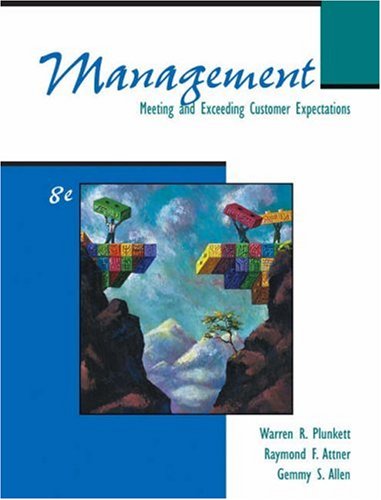 Management
Meeting and Exceeding Customer Expectations
8e
Warren R. Plunkett
Raymond F. Attner
Gemmy S. Allen